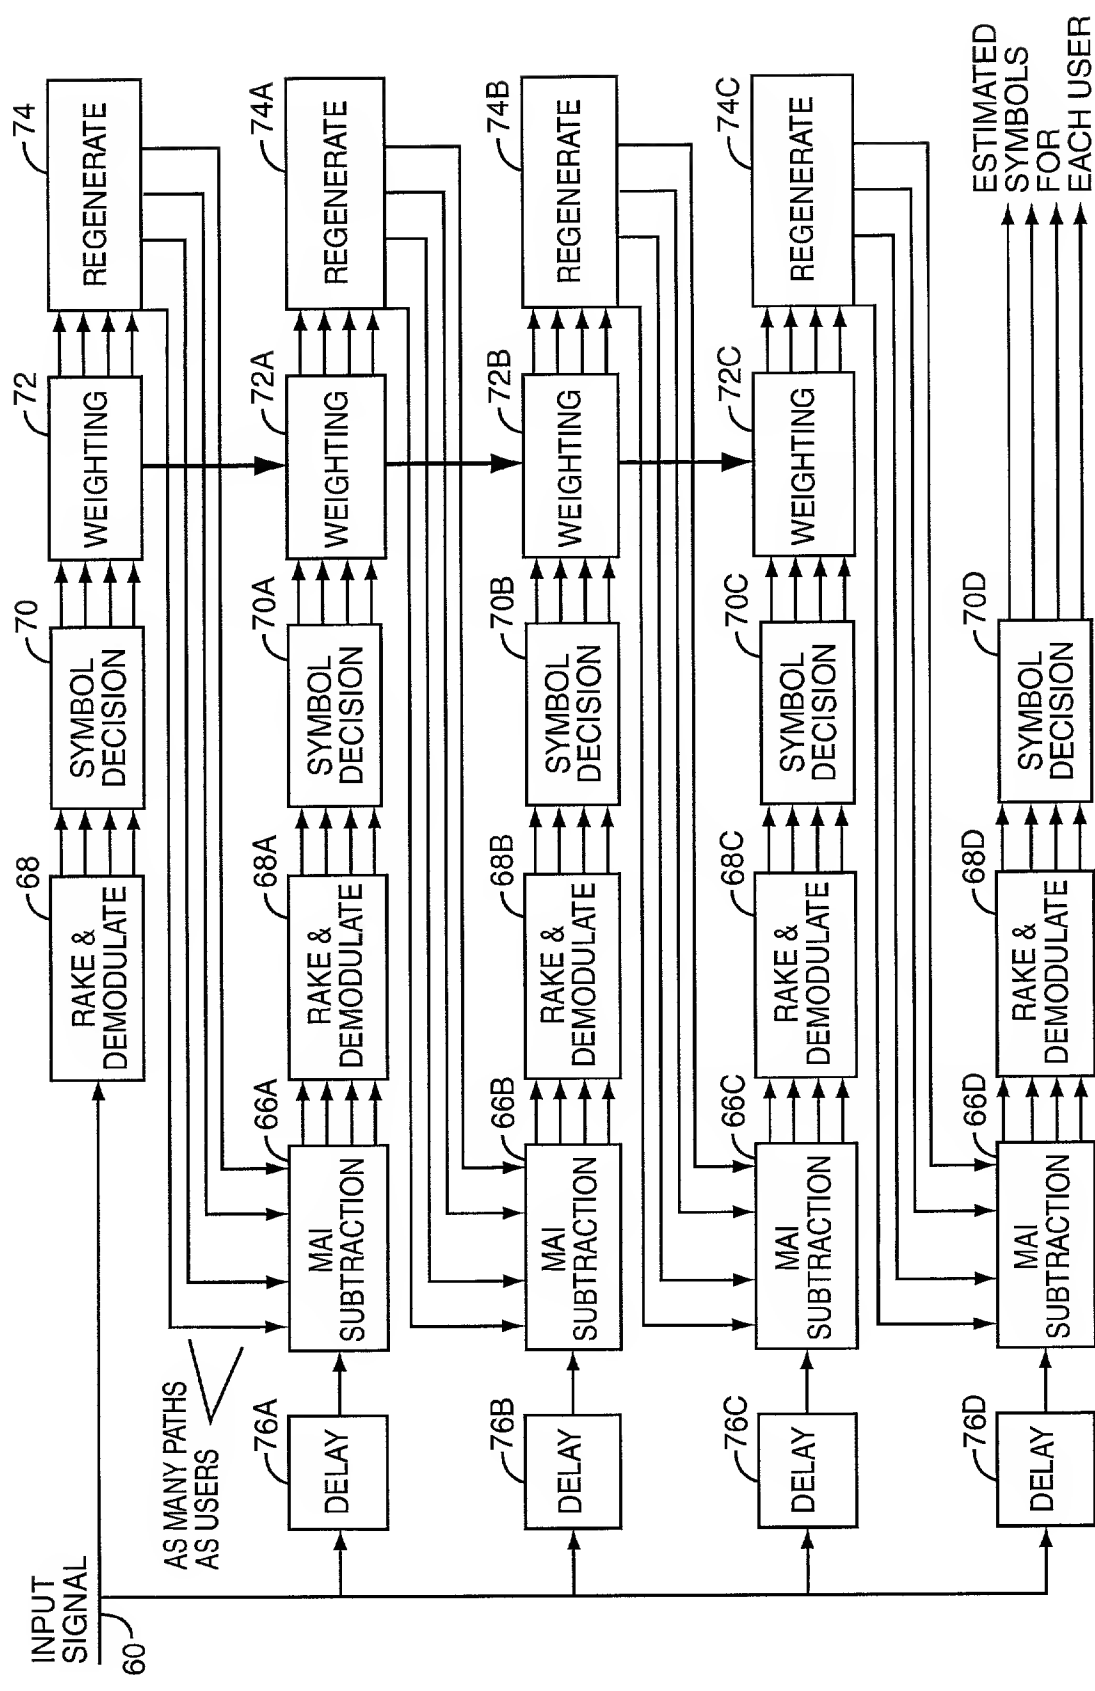 INPUT
SIGNAL
60
68
RAKE &
DEMODULATE
70
SYMBOL
DECISION
72
WEIGHTING
74
REGENERATE
AS MANY PATHS
AS USERS
76A
DELAY
66A
MAI
SUBTRACTION
68A
RAKE &
DEMODULATE
70A
SYMBOL
DECISION
72A
WEIGHTING
74A
REGENERATE
76B
DELAY
66B
MAI
SUBTRACTION
68B
RAKE &
DEMODULATE
70B
SYMBOL
DECISION
72B
WEIGHTING
74B
REGENERATE
76C
DELAY
66C
MAI
SUBTRACTION
68C
RAKE &
DEMODULATE
70C
SYMBOL
DECISION
72C
WEIGHTING
74C
REGENERATE
76D
DELAY
66D
MAI
SUBTRACTION
68D
RAKE &
DEMODULATE
70D
SYMBOL
DECISION
ESTIMATED
SYMBOLS
FOR
EACH USER